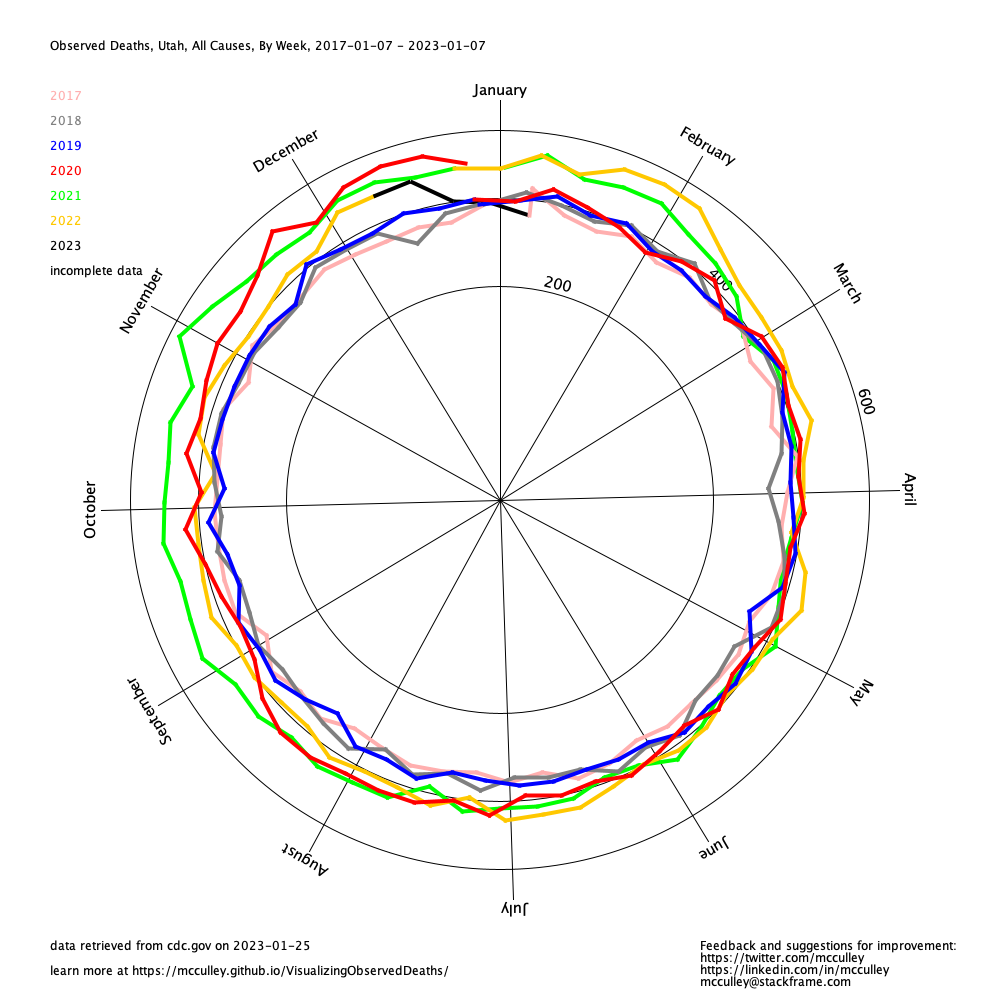 Observed Deaths, Utah, All Causes, By Week, 2017-01-07 - 2023-01-07
January
2017
2018
2019
2020
2021
2022
2023
incomplete data
December
February
November
March
200
400
600
October
April
September
May
August
June
July
data retrieved from cdc.gov on 2023-01-25
learn more at https://mcculley.github.io/VisualizingObservedDeaths/
Feedback and suggestions for improvement:
https://twitter.com/mcculley
https://linkedin.com/in/mcculley
mcculley@stackframe.com